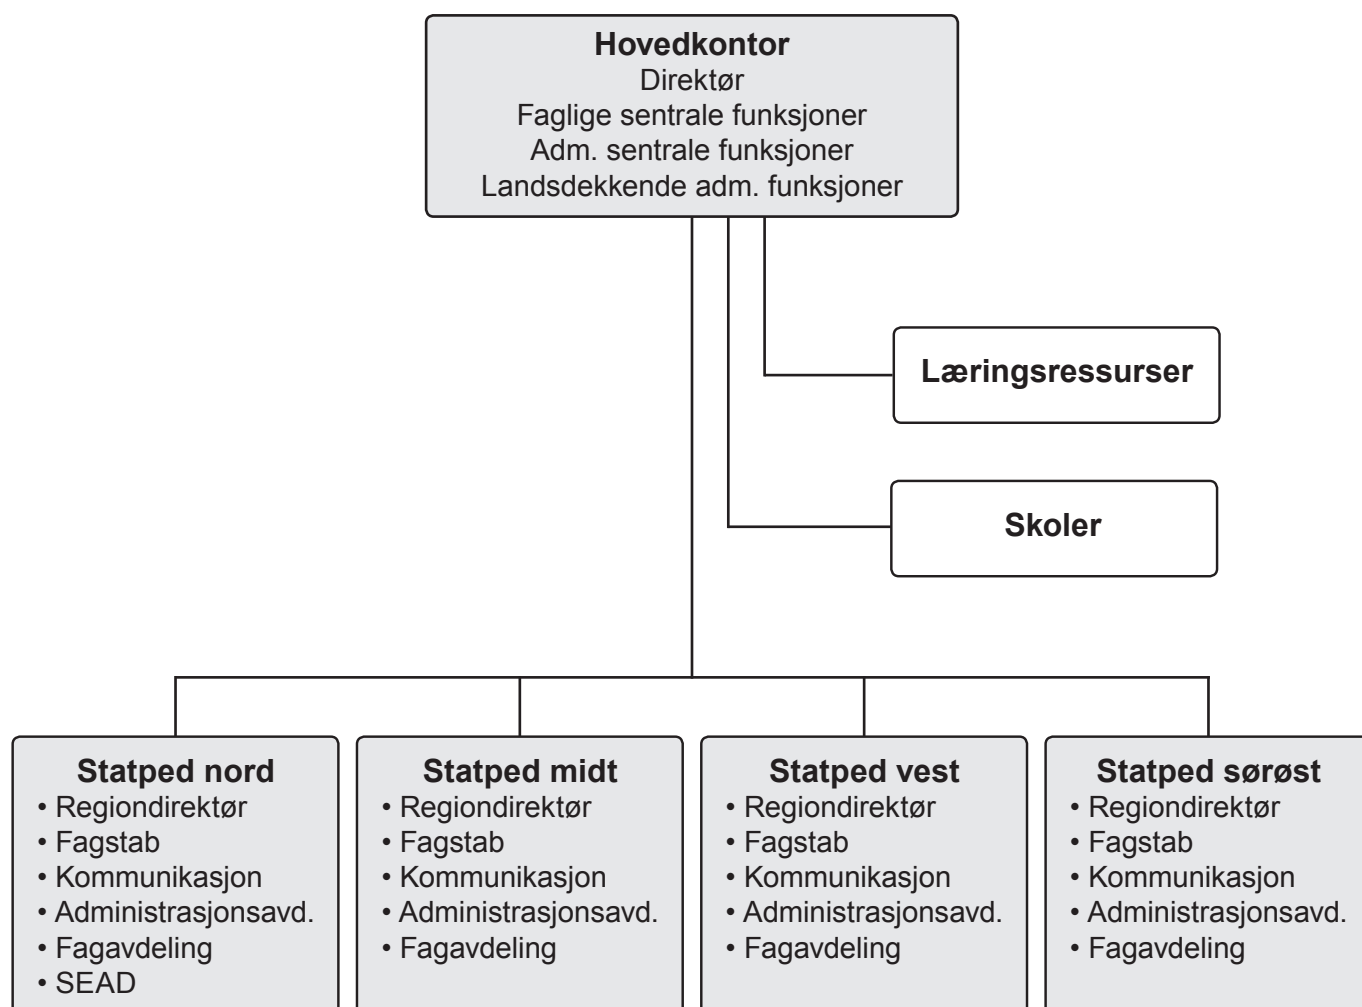 Hovedkontor
Direktør
Faglige sentrale funksjoner
Adm. sentrale funksjoner
Landsdekkende adm. funksjoner
Læringsressurser
Skoler
Statped nord
• Regiondirektør
• Fagstab
• Kommunikasjon
• Administrasjonsavd.
• Fagavdeling
• SEAD
Statped midt
• Regiondirektør
• Fagstab
• Kommunikasjon
• Administrasjonsavd.
• Fagavdeling
Statped vest
• Regiondirektør
• Fagstab
• Kommunikasjon
• Administrasjonsavd.
• Fagavdeling
Statped sørøst
• Regiondirektør
• Fagstab
• Kommunikasjon
• Administrasjonsavd.
• Fagavdeling